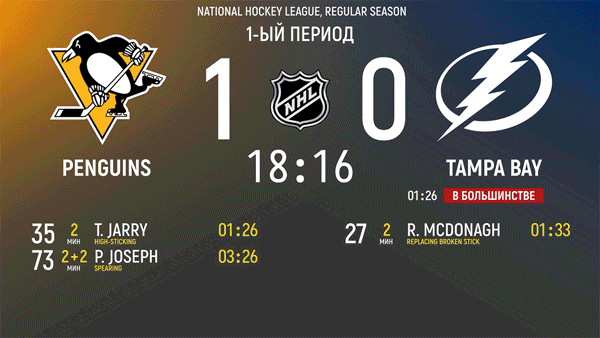 NATIONAL HOCKEY LEAGUE, REGULAR SEASON
1-ЫЙ ПЕРИОД
1 NHL 0
PENGUINS 18:16 TAMPA BAY
01:26 В БОЛЬШИНСТВЕ
35 2 МИН T. JARRY HIGH-STICKING 01:26
27 2 МИН R. MCDONAGH REPLACING BROKEN STICK 01:33
73 2+2 МИН P. JOSEPH SPEARING 03:26